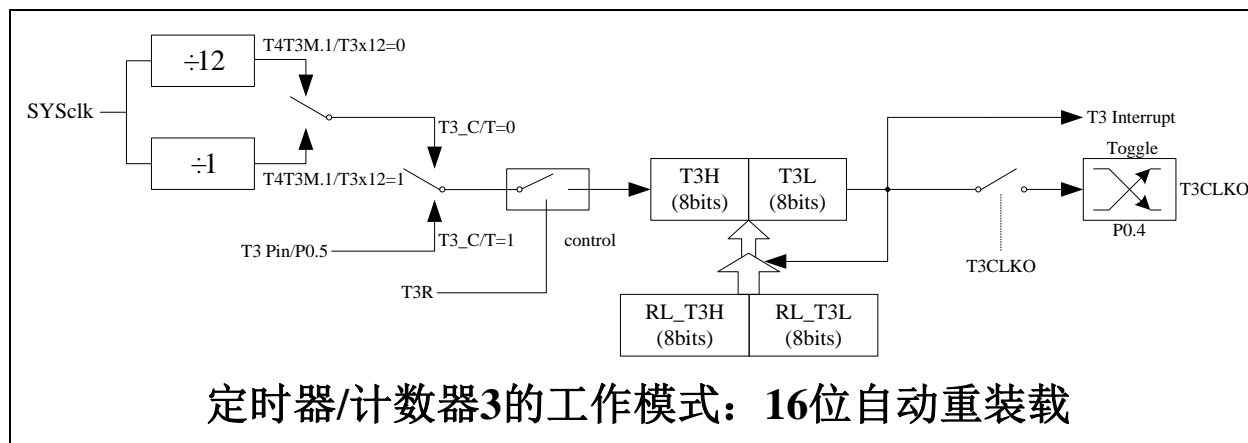 ÷12
T4T3M.1/T3x12=0
SYSclk
T3_C/T=0
÷1
T4T3M.1/T3x12=1
T3 Interrupt
Toggle
T3H
(8bits)
T3L
(8bits)
T3CLKO
P0.4
T3 Pin/P0.5
T3_C/T=1
control
T3CLKO
T3R
RL_T3H
(8bits)
RL_T3L
(8bits)
定时器/计数器3的工作模式：16位自动重装载